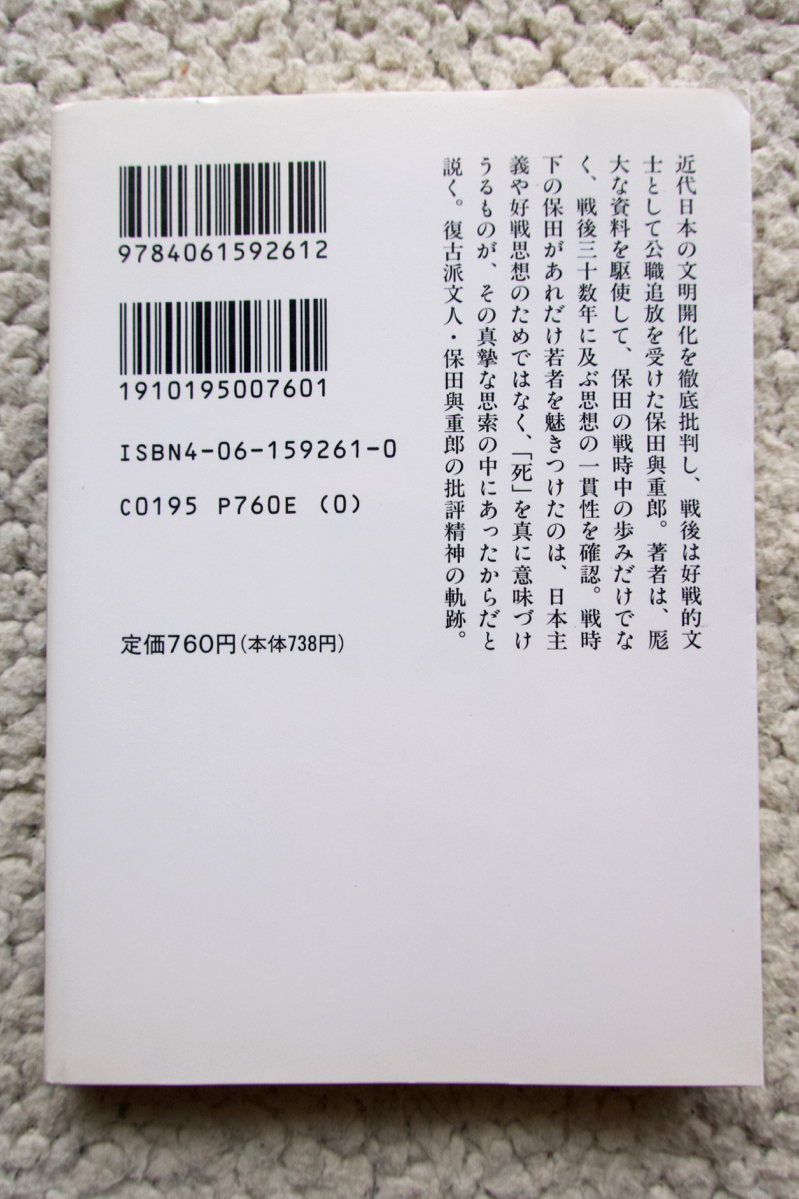 近代日本の文明開化を徹底批判し、戦後は好戦的文
士として公職追放を受けた保田與重郎。著者は、厖
大な資料を駆使して、保田の戦時中の歩みだけでな
く、戦後三十数年に及ぶ思想の一貫性を確認。戦時
下の保田があれだけ若者を魅きつけたのは、日本主
義や好戦思想のためではなく、「死」を真に意味づけ
うるものが、その真摯な思索の中にあったからだと
説く。復古派文人・保田與重郎の批評精神の軌跡。
9784061592612
1910195007601
ISBN4-06-159261-0
C0195 P760E (0)
定価760円(本体738円)